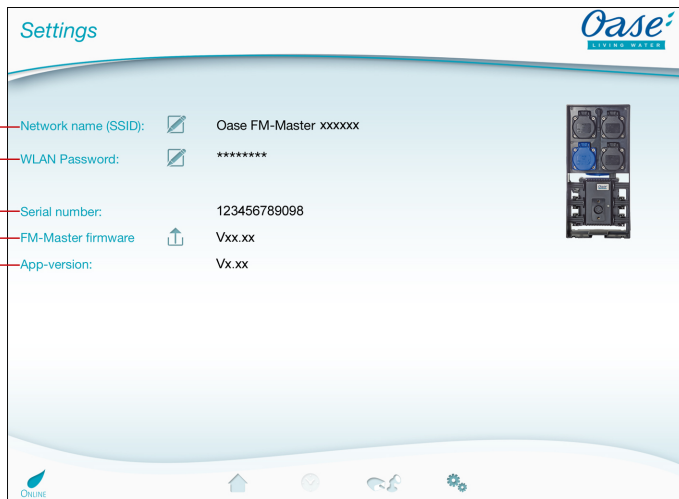 Settings
Oase
LIVING WATER
Network name (SSID): Oase FM-Master xxxxxx
WLAN Password: ********
Serial number: 123456789098
FM-Master firmware Vxx.xx
App-version: Vx.xx
ONLINE